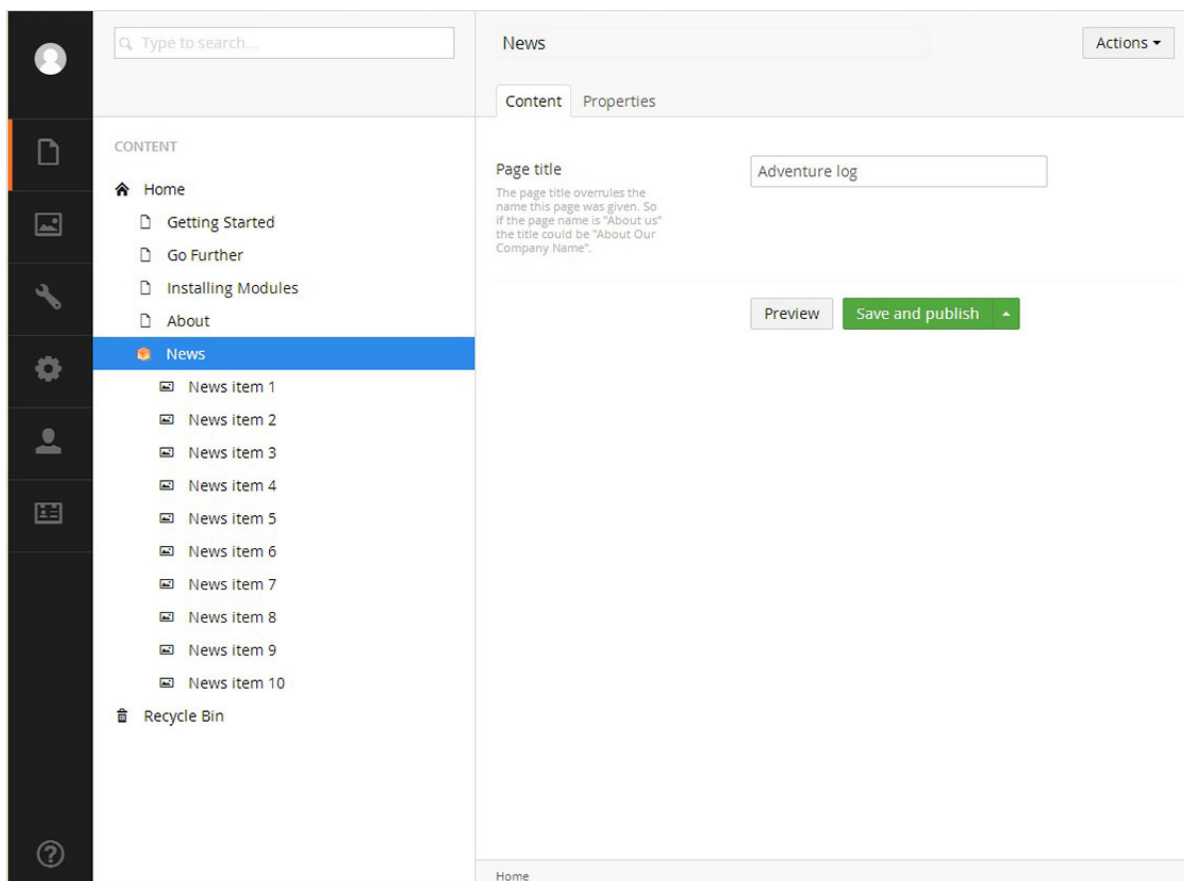 Type to search...
News
Actions
Content
Properties
CONTENT
Home
Getting Started
Go Further
Installing Modules
About
News
News item 1
News item 2
News item 3
News item 4
News item 5
News item 6
News item 7
News item 8
News item 9
News item 10
Recycle Bin
Page title
The page title overrules the
name this page was given. So
if the page name is "About us"
the title could be "About Our
Company Name".
Adventure log
Preview
Save and publish
Home